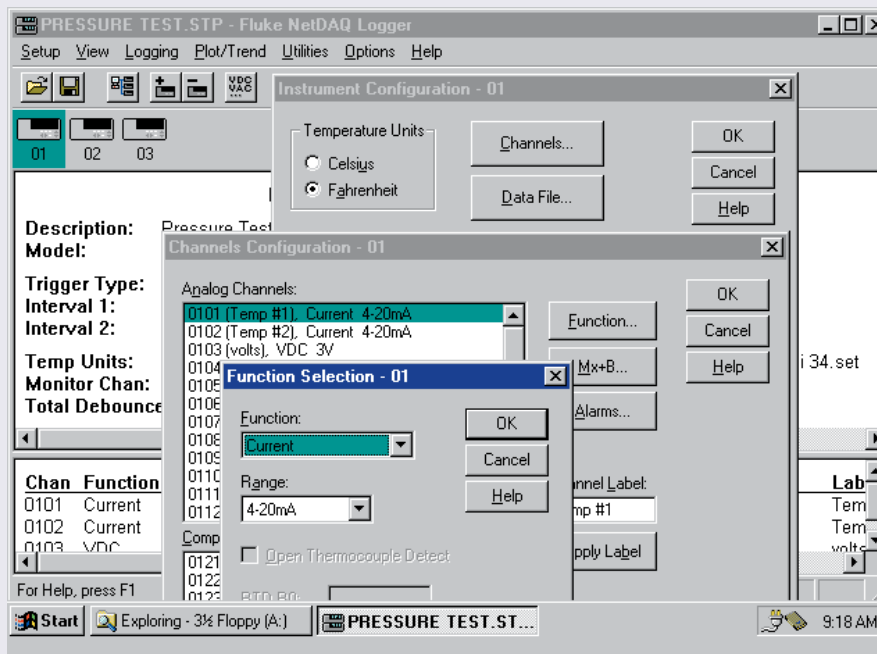 PRESSURE TEST.STP - Fluke NetDAQ Logger
Setup View Logging Plot/Trend Utilities Options Help
VDC
VAC
01 02 03
Description: Pressure Test
Model:
Trigger Type:
Interval 1:
Interval 2:
Temp Units:
Monitor Chan:
Total Debounce
i 34.set
Chan Function Lab
0101 Current Tem
0102 Current Tem
0103 VDC volts
For Help, press F1
Instrument Configuration - 01
Temperature Units
Celsius
Fahrenheit
Channels...
Data File...
OK
Cancel
Help
Channels Configuration - 01
Analog Channels:
0101 (Temp #1), Current 4-20mA
0102 (Temp #2), Current 4-20mA
0103 (volts), VDC 3V
0104
0105
0106
0107
0108
0109
0110
0111
0112
Comp
0121
0122
0123
Function...
Mx+B...
Alarms...
nnel Label:
mp #1
pply Label
OK
Cancel
Help
Function Selection - 01
Function:
Current
Range:
4-20mA
Open Thermocouple Detect
RTD R0:
OK
Cancel
Help
Start Exploring - 3½ Floppy (A:) PRESSURE TEST.ST... 9:18 AM